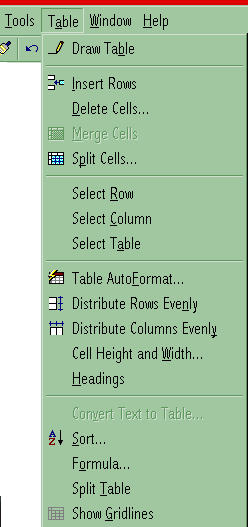 Tools Table Window Help
Draw Table
Insert Rows
Delete Cells...
Merge Cells
Split Cells...
Select Row
Select Column
Select Table
Table AutoFormat...
Distribute Rows Evenly
Distribute Columns Evenly
Cell Height and Width...
Headings
Convert Text to Table...
Sort...
Formula...
Split Table
Show Gridlines